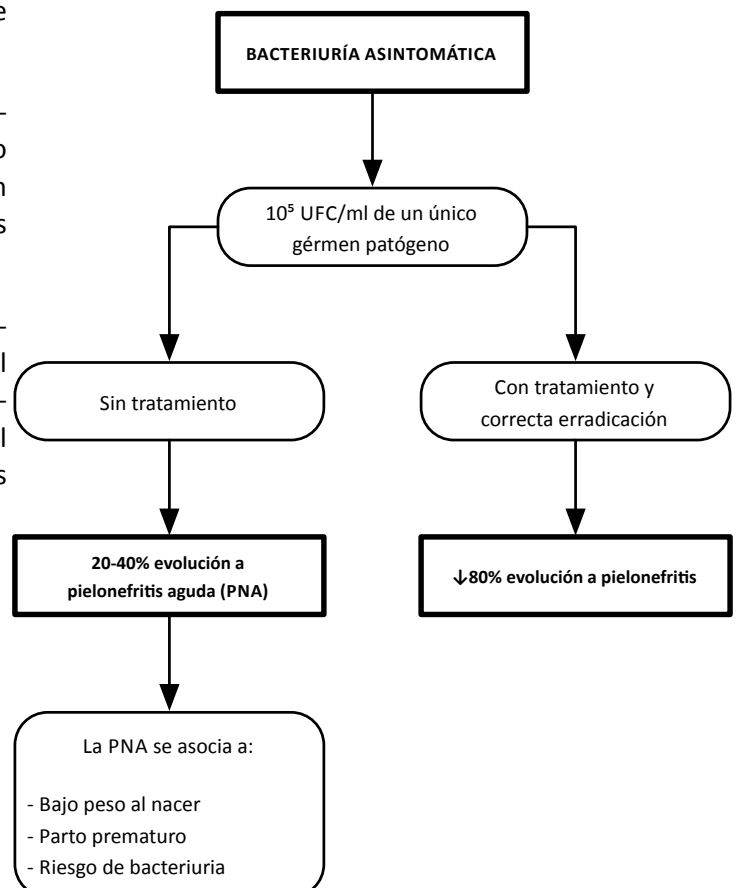 e
–
o
n
s
–
l
–
l
s
BACTERIURÍA ASINTOMÁTICA
10⁵ UFC/ml de un único
gérmen patógeno
Sin tratamiento
Con tratamiento y
correcta erradicación
20-40% evolución a
pielonefritis aguda (PNA)
↓80% evolución a pielonefritis
La PNA se asocia a:
- Bajo peso al nacer
- Parto prematuro
- Riesgo de bacteriuria